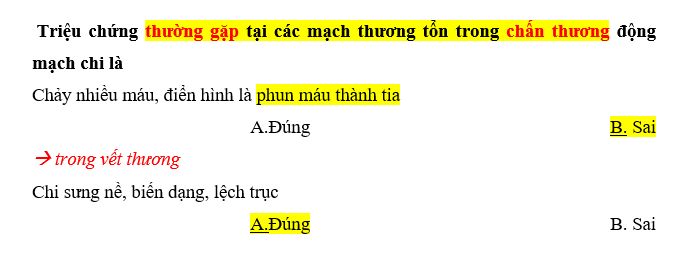 Triệu chứng thường gặp tại các mạch thương tổn trong chấn thương động
mạch chi là
Chảy nhiều máu, điển hình là phun máu thành tia
A.Đúng B. Sai
→ trong vết thương
Chi sưng nề, biến dạng, lệch trục
A.Đúng B. Sai